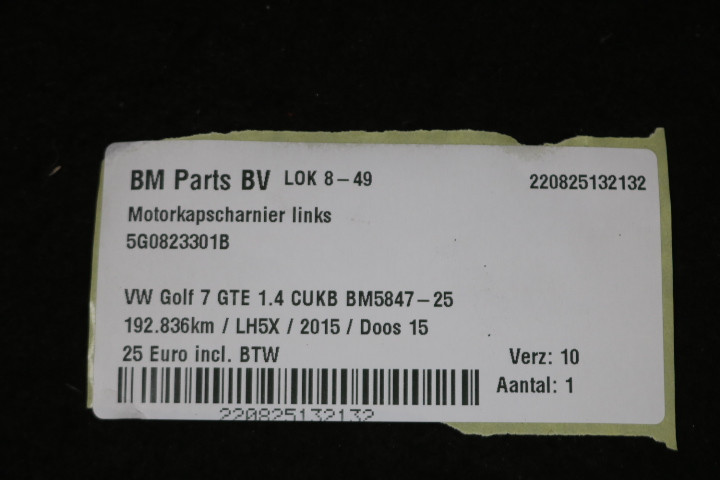 BM Parts BV LOK 8-49 220825132132
Motorkapscharnier links
5G0823301B
VW Golf 7 GTE 1.4 CUKB BM5847-25
192.836km / LH5X / 2015 / Doos 15
25 Euro incl. BTW Verz: 10
Aantal: 1
220825132132